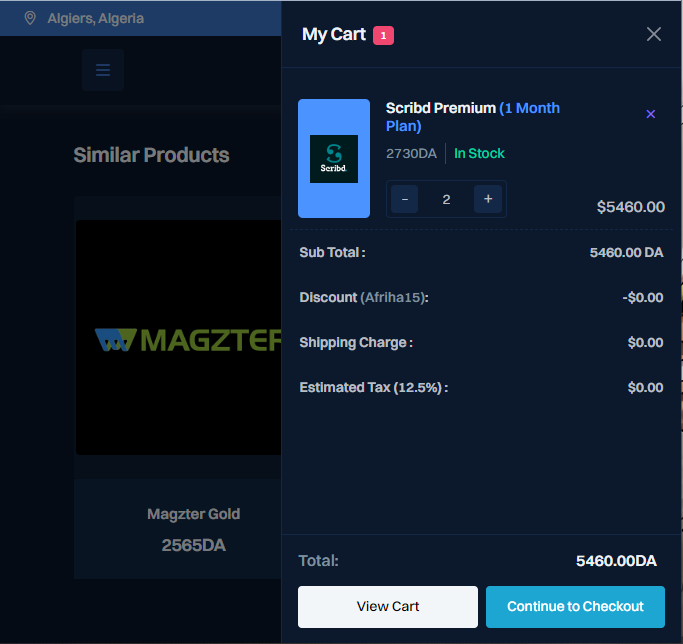 Algiers, Algeria
Similar Products
MAGZTER
Magzter Gold
2565DA
My Cart 1
Scribd Premium (1 Month
Plan)
Scribd.
2730DA In Stock
- 2 +
$5460.00
Sub Total : 5460.00 DA
Discount (Afriha15): -$0.00
Shipping Charge : $0.00
Estimated Tax (12.5%) : $0.00
Total: 5460.00DA
View Cart Continue to Checkout